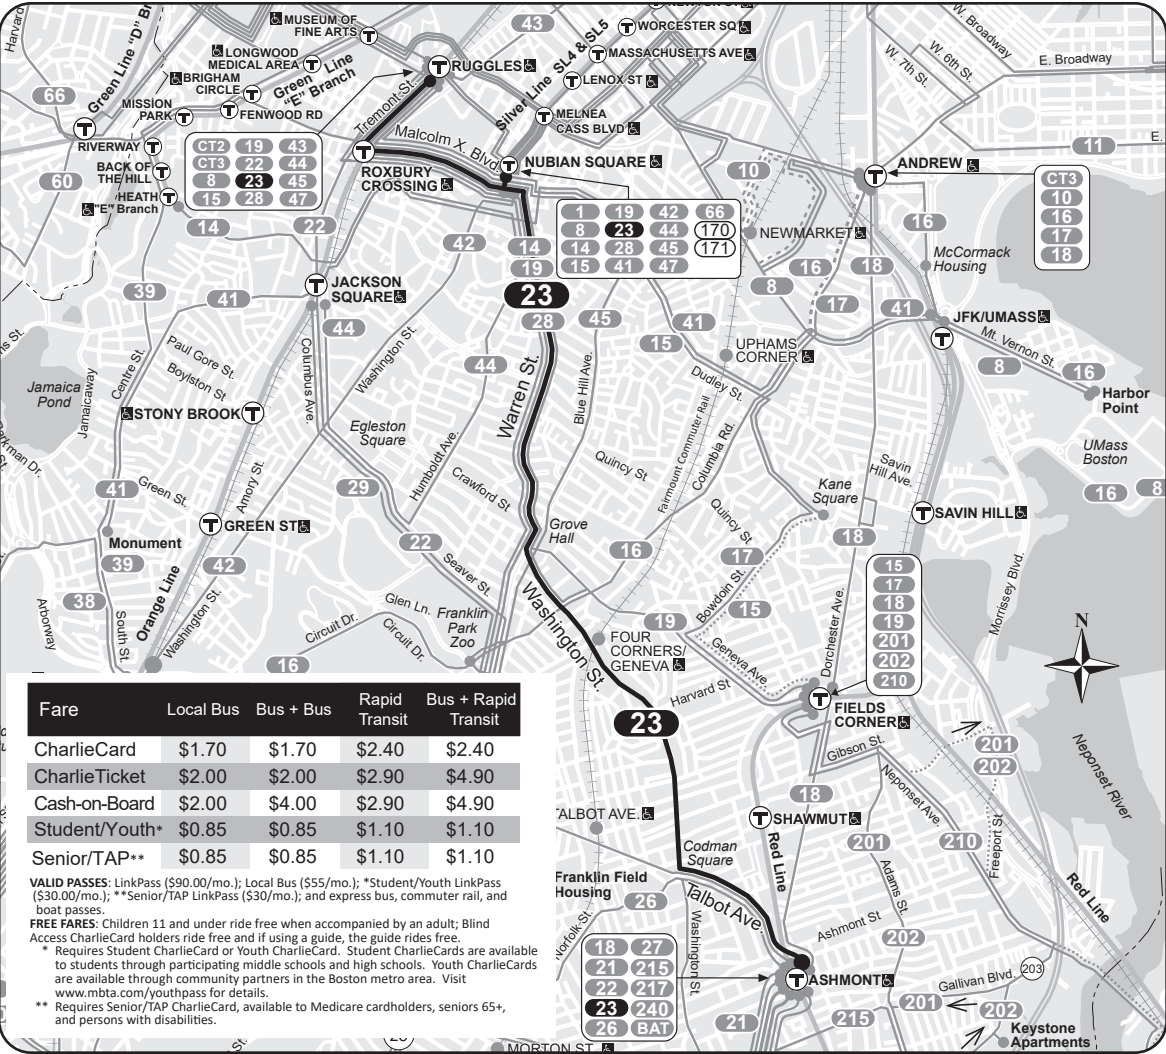 MUSEUM OF
FINE ARTS
LONGWOOD
MEDICAL AREA
BRIGHAM
CIRCLE
MISSION
PARK
FENWOOD RD
RIVERWAY
BACK OF
THE HILL
HEATH
"E" Branch
Green Line "D" Br
Green Line
"E" Branch
Harvard
66
60
43
RUGGLES
Tremont St.
Malcolm X. Blvd.
Silver Line SL4 & SL5
WORCESTER SQ
MASSACHUSETTS AVE
LENOX ST
MELNEA
CASS BLVD
NUBIAN SQUARE
ROXBURY
CROSSING
CT2 19 43
CT3 22 44
8 23 45
15 28 47
1 19 42 66
8 23 44 170
14 28 45 171
15 41 47
W. Broadway
W. 7th St.
W. 6th St.
E. Broadway
E.
11
10
ANDREW
CT3
10
16
17
18
NEWMARKET
McCormack
Housing
16
16
18
8
17
41
JFK/UMASS
Mt. Vernon St.
8
16
Harbor
Point
UMass
Boston
16
8
14
22
42
14
19
23
28
45
41
15
UPHAMS
CORNER
JACKSON
SQUARE
39
41
44
44
Paul Gore St.
Boylston St
Centre St.
Jamaicaway
Jamaica
Pond
STONY BROOK
Columbus Ave.
Washington St.
Egleston
Square
Humboldt Ave.
Warren St.
Blue Hill Ave.
Dudley St.
Fairmount Commuter Rail
Columbia Rd.
Quincy St
Quincy St
Crawford St
Savin
Hill Ave.
Kane
Square
SAVIN HILL
41
Green St.
Amory St.
GREEN ST
29
22
Grove
Hall
16
17
18
Monument
39
42
38
Arborway
South St.
Orange Line
Washington St.
Seaver St.
Glen Ln.
Circuit Dr.
Circuit Dr.
Franklin
Park
Zoo
16
Washington St.
19
15
Bowdoin St.
Geneva Ave.
FOUR
CORNERS/
GENEVA
Harvard St
23
Dorchester Ave.
Morrissey Blvd.
15
17
18
19
201
202
210
N
FIELDS
CORNER
Gibson St.
Neponset Ave.
201
202
Neponset River
18
SHAWMUT
Red Line
201
210
Freeport St
Adams St.
Red Line
TALBOT AVE.
Codman
Square
Talbot Ave.
Franklin Field
Housing
26
Norfolk St.
Washington St.
Ashmont St
202
Gallivan Blvd.
203
18 27
21 215
22 217
23 240
26 BAT
ASHMONT
21
215
201
202
Keystone
Apartments
MORTON ST.
Fare Local Bus Bus + Bus Rapid Transit Bus + Rapid Transit
CharlieCard $1.70 $1.70 $2.40 $2.40
CharlieTicket $2.00 $2.00 $2.90 $4.90
Cash-on-Board $2.00 $4.00 $2.90 $4.90
Student/Youth* $0.85 $0.85 $1.10 $1.10
Senior/TAP** $0.85 $0.85 $1.10 $1.10
VALID PASSES: LinkPass ($90.00/mo.); Local Bus ($55/mo.); *Student/Youth LinkPass
($30.00/mo.); **Senior/TAP LinkPass ($30/mo.); and express bus, commuter rail, and
boat passes.
FREE FARES: Children 11 and under ride free when accompanied by an adult; Blind
Access CharlieCard holders ride free and if using a guide, the guide rides free.
* Requires Student CharlieCard or Youth CharlieCard. Student CharlieCards are available
to students through participating middle schools and high schools. Youth CharlieCards
are available through community partners in the Boston metro area. Visit
www.mbta.com/youthpass for details.
** Requires Senior/TAP CharlieCard, available to Medicare cardholders, seniors 65+,
and persons with disabilities.